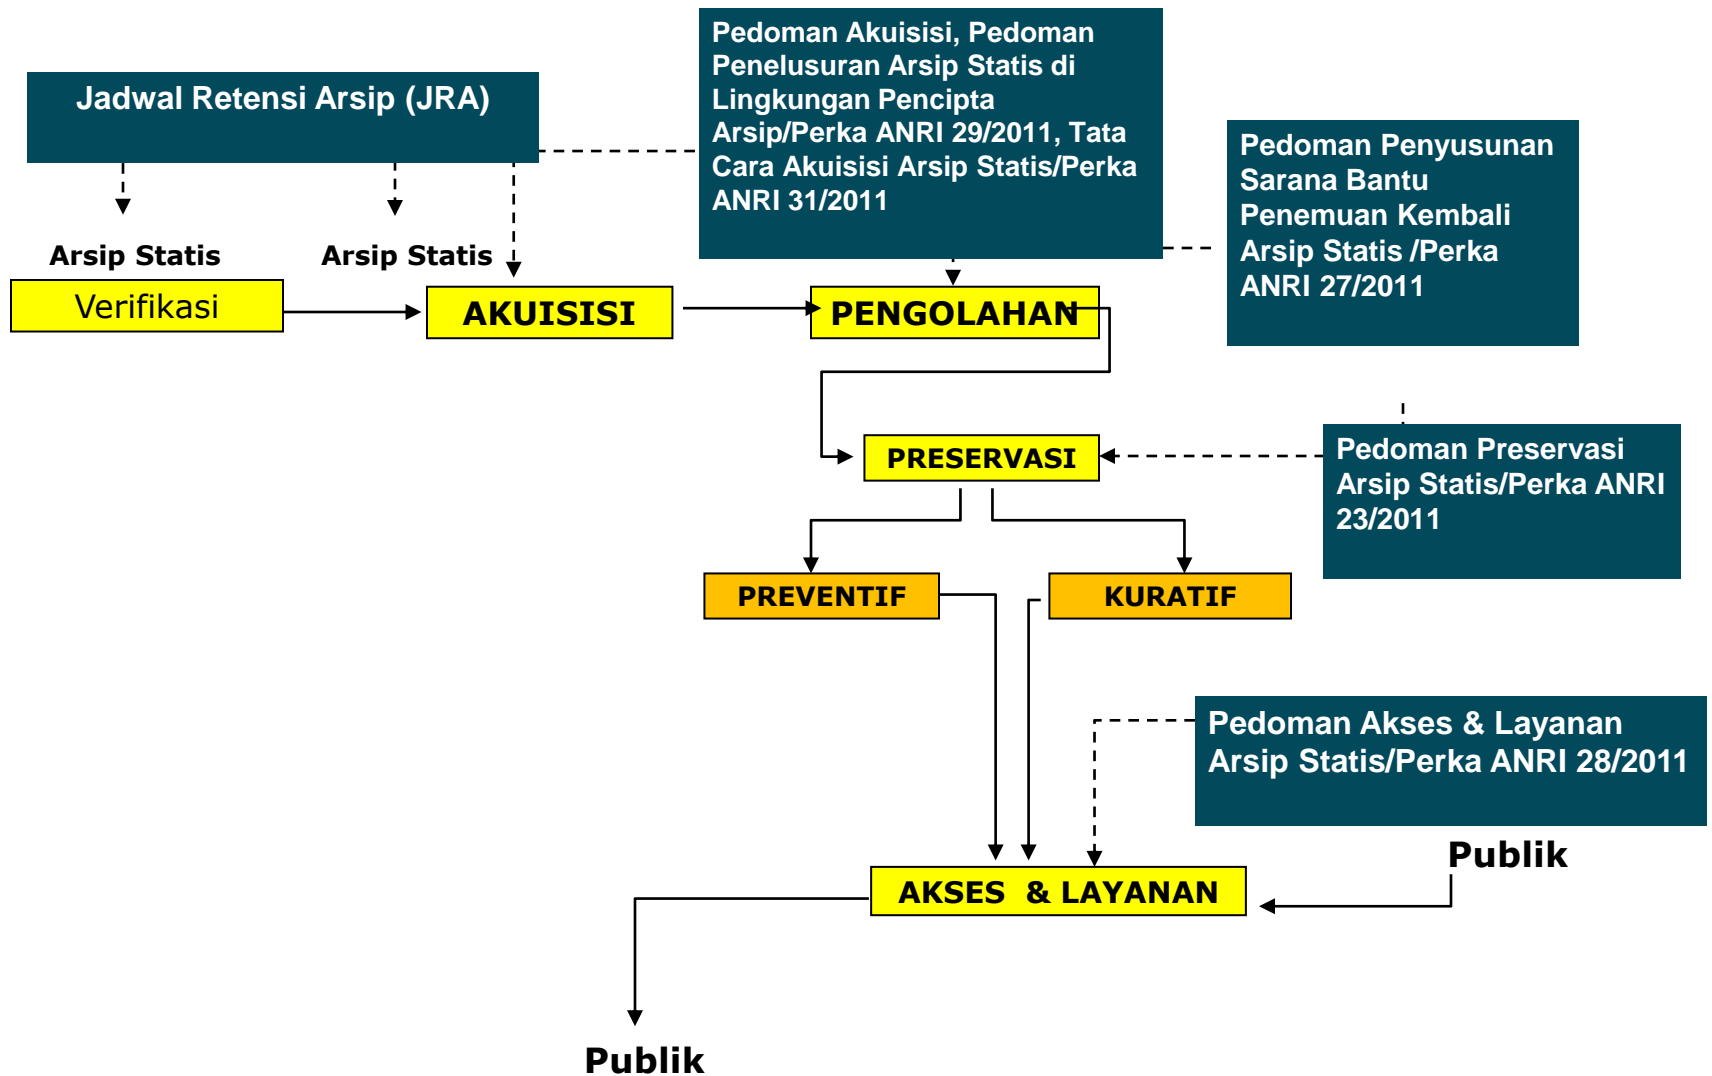 Jadwal Retensi Arsip (JRA)
Pedoman Akuisisi, Pedoman
Penelusuran Arsip Statis di
Lingkungan Pencipta
Arsip/Perka ANRI 29/2011, Tata
Cara Akuisisi Arsip Statis/Perka
ANRI 31/2011
Pedoman Penyusunan
Sarana Bantu
Penemuan Kembali
Arsip Statis /Perka
ANRI 27/2011
Arsip Statis
Arsip Statis
Verifikasi
AKUISISI
PENGOLAHAN
PRESERVASI
Pedoman Preservasi
Arsip Statis/Perka ANRI
23/2011
PREVENTIF
KURATIF
Pedoman Akses & Layanan
Arsip Statis/Perka ANRI 28/2011
Publik
AKSES  & LAYANAN
Publik